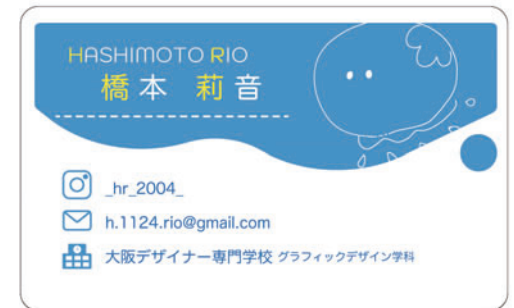 HASHIMOTO RIO
橋本 莉音
_hr_2004_
h.1124.rio@gmail.com
大阪デザイナー専門学校 グラフィックデザイン学科